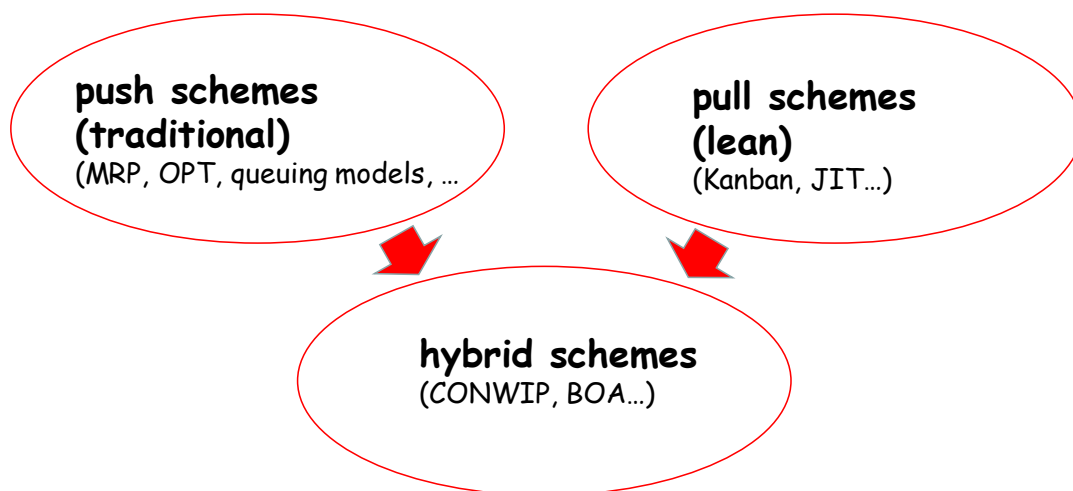 push schemes
(traditional)
(MRP, OPT, queuing models, …
pull schemes
(lean)
(Kanban, JIT…)
hybrid schemes
(CONWIP, BOA…)